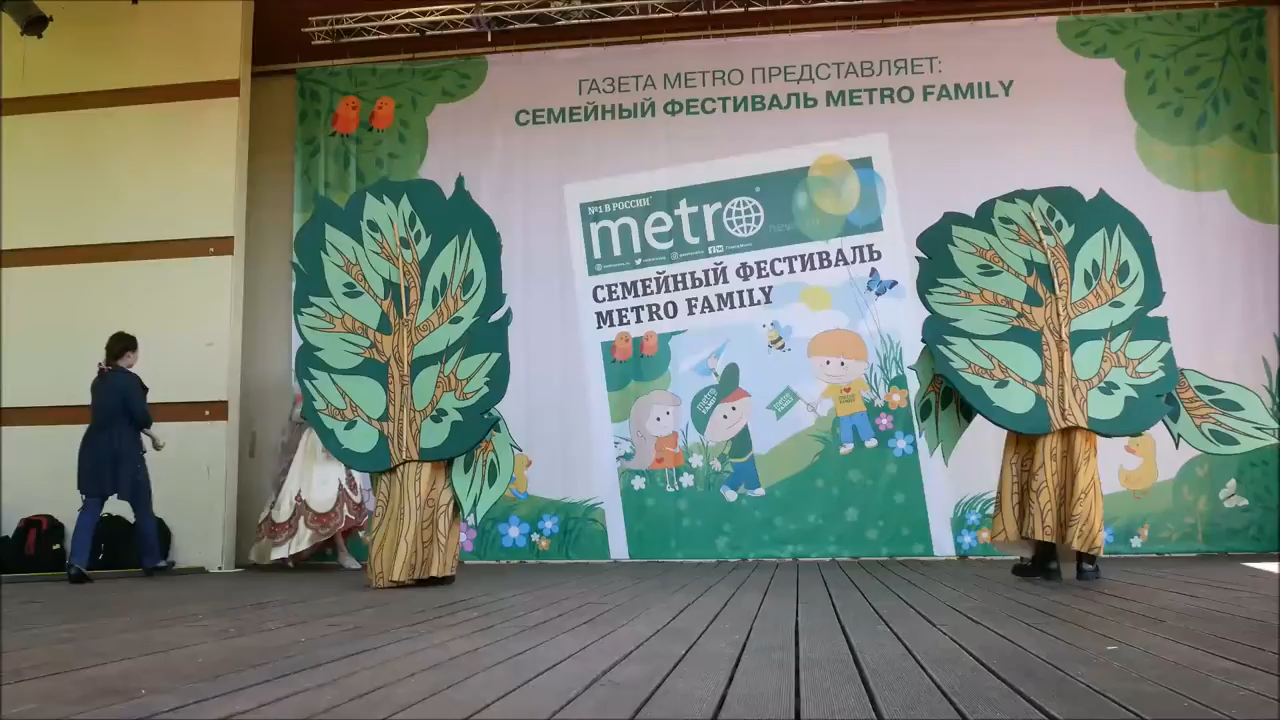 ГАЗЕТА METRO ПРЕДСТАВЛЯЕТ:
СЕМЕЙНЫЙ ФЕСТИВАЛЬ METRO FAMILY
№1 В РОССИИ
metro
СЕМЕЙНЫЙ ФЕСТИВАЛЬ
METRO FAMILY